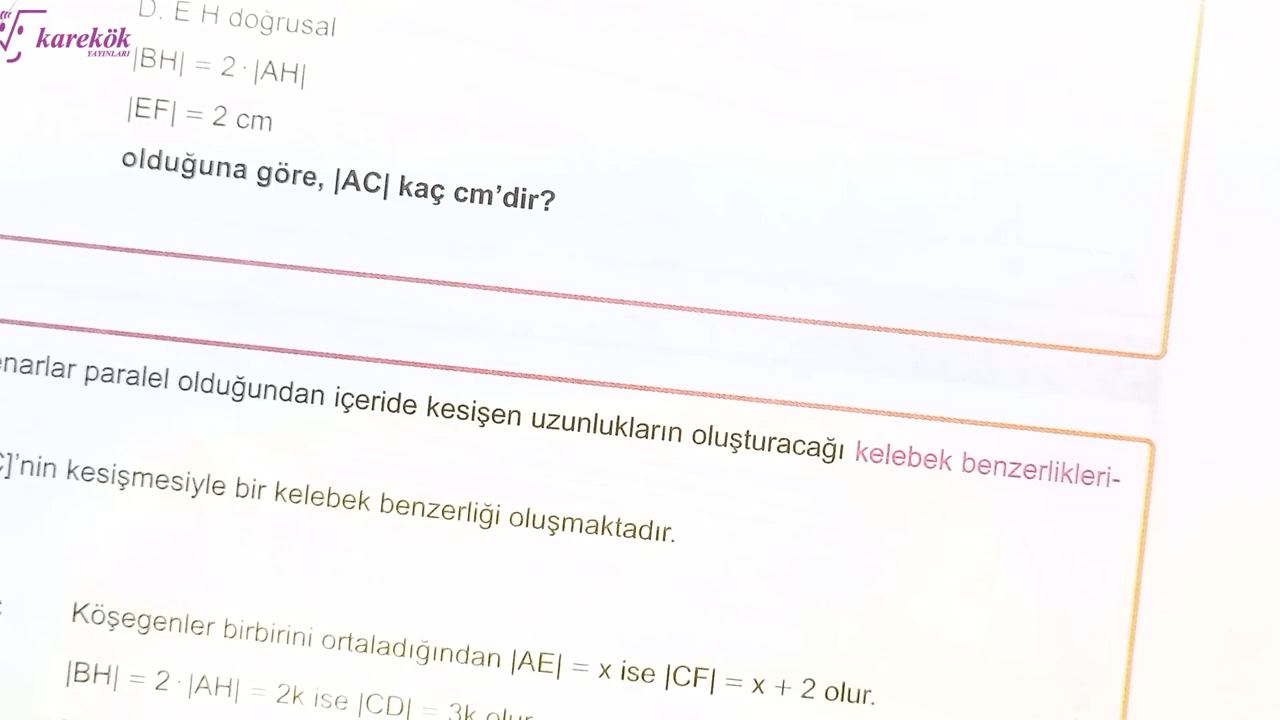 karekök
YAYINLARI
D, E H doğrusal
|BH| = 2 · |AH|
|EF| = 2 cm
olduğuna göre, |AC| kaç cm'dir?
paralel olduğundan içeride kesişen uzunlukların oluşturacağı kelebek benzerlikleri-
kesişmesiyle bir kelebek benzerliği oluşmaktadır.
Köşegenler birbirini ortaladığından |AE| = x ise |CF| = x + 2 olur.
|BH| = 2 · |AH| = 2k ise |CD| = 3k olur